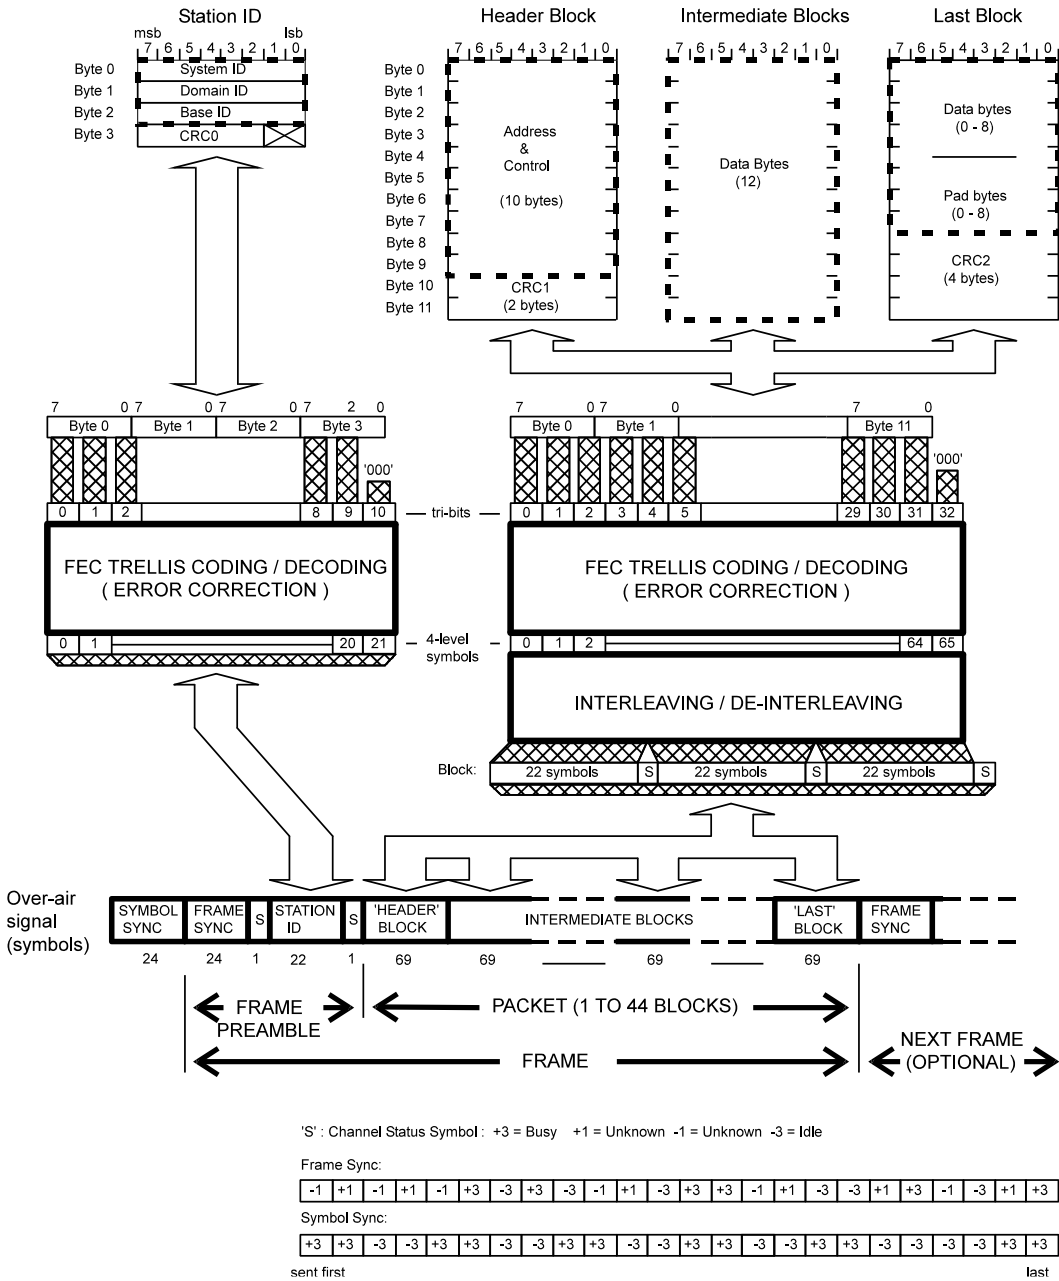 Station ID
Header Block
Intermediate Blocks
Last Block
msb lsb
7 6 5 4 3 2 1 0
7 6 5 4 3 2 1 0
7 6 5 4 3 2 1 0
7 6 5 4 3 2 1 0
Byte 0 System ID
Byte 1 Domain ID
Byte 2 Base ID
Byte 3 CRC0
Byte 0
Byte 1
Byte 2
Byte 3
Byte 4
Byte 5
Byte 6
Byte 7
Byte 8
Byte 9
Byte 10
Byte 11
Address
&
Control
(10 bytes)
CRC1
(2 bytes)
Data Bytes
(12)
Data bytes
(0 - 8)
Pad bytes
(0 - 8)
CRC2
(4 bytes)
7 0 7 0 7 0 7 2 0
Byte 0 Byte 1 Byte 2 Byte 3
'000'
0 1 2 8 9 10
tri-bits
FEC TRELLIS CODING / DECODING
( ERROR CORRECTION )
0 1 20 21
4-level
symbols
7 0 7 0 7 0
Byte 0 Byte 1 Byte 11
'000'
0 1 2 3 4 5 29 30 31 32
FEC TRELLIS CODING / DECODING
( ERROR CORRECTION )
0 1 2 64 65
INTERLEAVING / DE-INTERLEAVING
Block: 22 symbols S 22 symbols S 22 symbols S
Over-air
signal
(symbols)
SYMBOL
SYNC
FRAME
SYNC
S
STATION
ID
S
'HEADER'
BLOCK
INTERMEDIATE BLOCKS
'LAST'
BLOCK
FRAME
SYNC
24 24 1 22 1 69 69 69 69
FRAME
PREAMBLE
PACKET (1 TO 44 BLOCKS)
FRAME
NEXT FRAME
(OPTIONAL)
'S' : Channel Status Symbol : +3 = Busy +1 = Unknown -1 = Unknown -3 = Idle
Frame Sync:
-1 +1 -1 +1 -1 +3 -3 +3 -3 -1 +1 -3 +3 +3 -1 +1 -3 -3 +1 +3 -1 -3 +1 +3
Symbol Sync:
+3 +3 -3 -3 +3 +3 -3 -3 +3 +3 -3 -3 +3 +3 -3 -3 +3 +3 -3 -3 +3 +3 -3 -3
sent first last